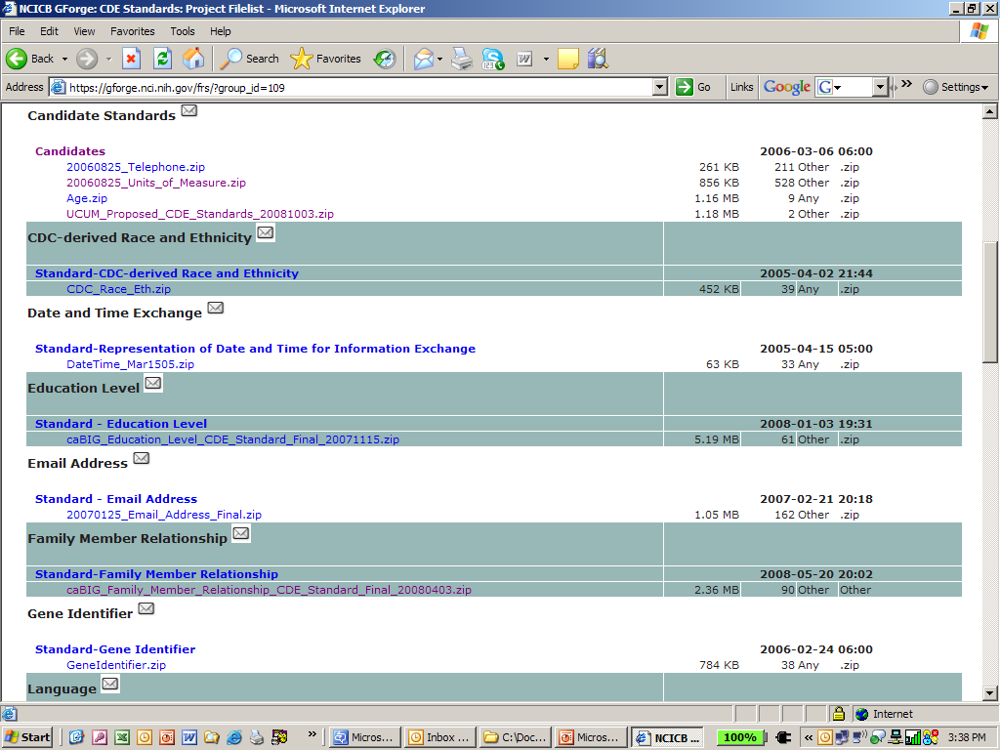 NCICB GForge: CDE Standards: Project Filelist - Microsoft Internet Explorer
File Edit View Favorites Tools Help
Back Search Favorites
Address https://gforge.nci.nih.gov/frs/?group_id=109 Go Links Google G Settings
Candidate Standards
Candidates 2006-03-06 06:00
20060825_Telephone.zip 261 KB 211 Other .zip
20060825_Units_of_Measure.zip 856 KB 528 Other .zip
Age.zip 1.16 MB 9 Any .zip
UCUM_Proposed_CDE_Standards_20081003.zip 1.18 MB 2 Other .zip
CDC-derived Race and Ethnicity
Standard-CDC-derived Race and Ethnicity 2005-04-02 21:44
CDC_Race_Eth.zip 452 KB 39 Any .zip
Date and Time Exchange
Standard-Representation of Date and Time for Information Exchange 2005-04-15 05:00
DateTime_Mar1505.zip 63 KB 33 Any .zip
Education Level
Standard - Education Level 2008-01-03 19:31
caBIG_Education_Level_CDE_Standard_Final_20071115.zip 5.19 MB 61 Other .zip
Email Address
Standard - Email Address 2007-02-21 20:18
20070125_Email_Address_Final.zip 1.05 MB 162 Other .zip
Family Member Relationship
Standard-Family Member Relationship 2008-05-20 20:02
caBIG_Family_Member_Relationship_CDE_Standard_Final_20080403.zip 2.36 MB 90 Other Other
Gene Identifier
Standard-Gene Identifier 2006-02-24 06:00
GeneIdentifier.zip 784 KB 38 Any .zip
Language
Internet
Start Micros... Inbox ... C:\Doc... Micros... NCICB ... 100% 3:38 PM